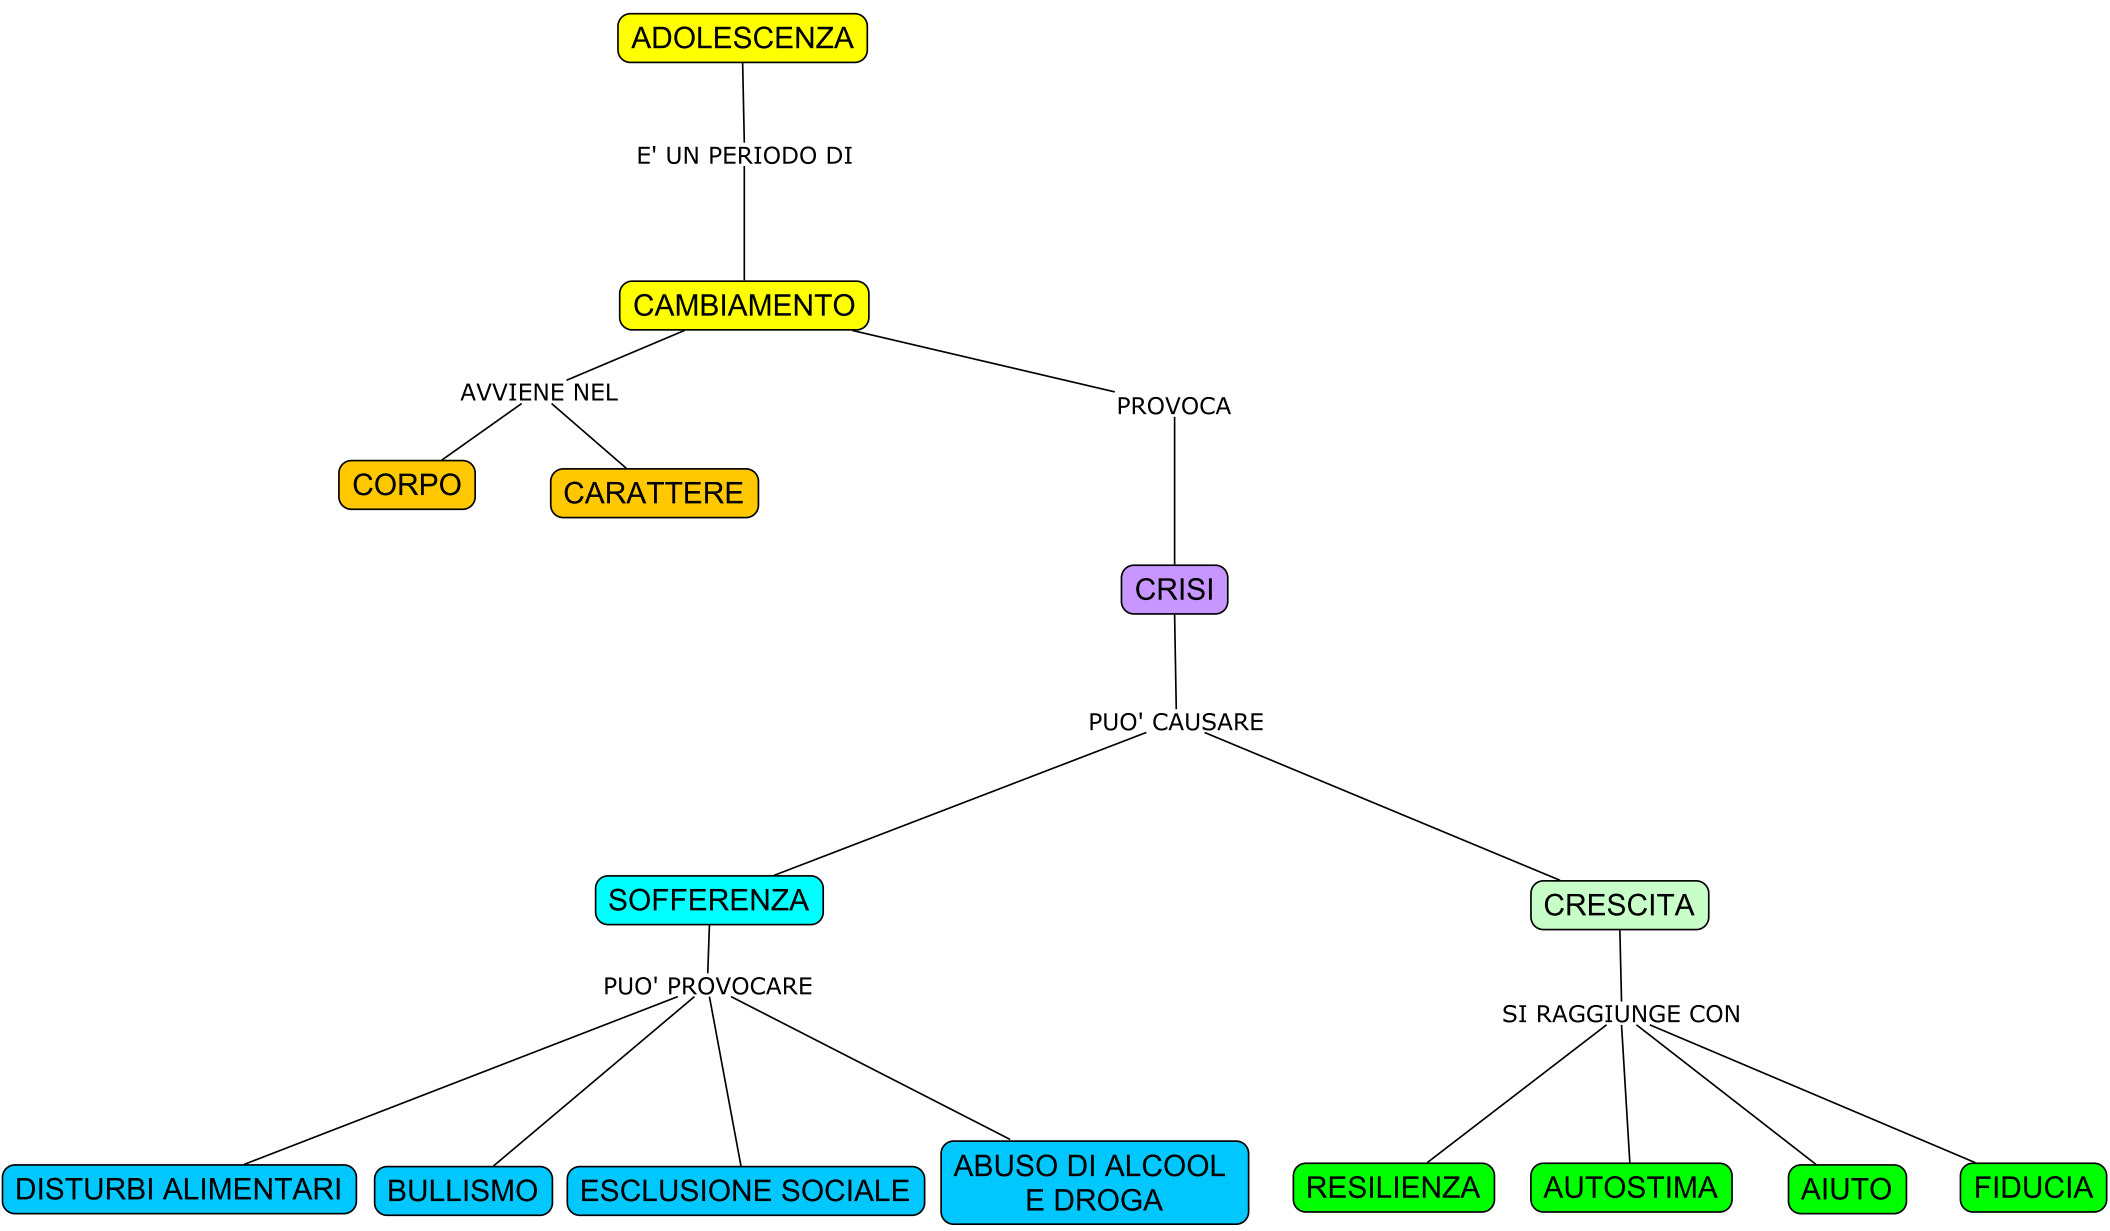 ADOLESCENZA
E' UN PERIODO DI
CAMBIAMENTO
AVVIENE NEL
PROVOCA
CORPO
CARATTERE
CRISI
PUO' CAUSARE
SOFFERENZA
CRESCITA
PUO' PROVOCARE
SI RAGGIUNGE CON
DISTURBI ALIMENTARI
BULLISMO
ESCLUSIONE SOCIALE
ABUSO DI ALCOOL
E DROGA
RESILIENZA
AUTOSTIMA
AIUTO
FIDUCIA